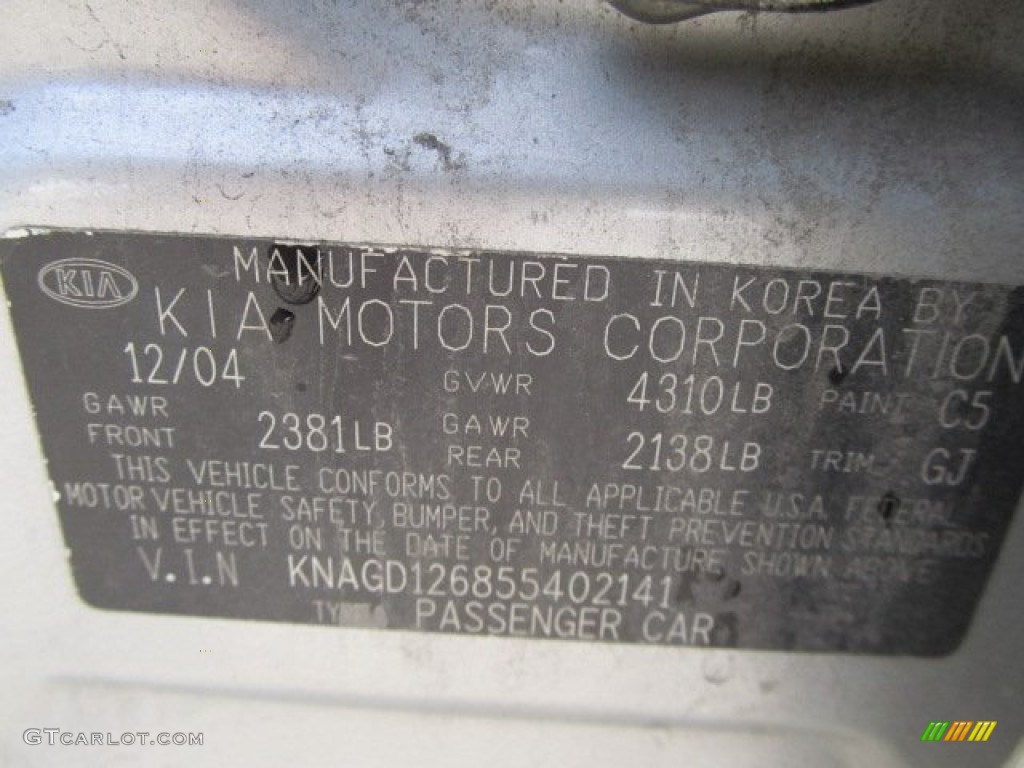 KIA
MANUFACTURED IN KOREA BY
KIA MOTORS CORPORATION
12/04 GVWR 4310LB PAINT C5
GAWR FRONT 2381LB GAWR REAR 2138LB TRIM GJ
THIS VEHICLE CONFORMS TO ALL APPLICABLE U.S.A. FEDERAL
MOTOR VEHICLE SAFETY, BUMPER, AND THEFT PREVENTION STANDARDS
IN EFFECT ON THE DATE OF MANUFACTURE SHOWN ABOVE
V.I.N KNAGD126855402141
TYPE PASSENGER CAR
GTCARLOT.COM